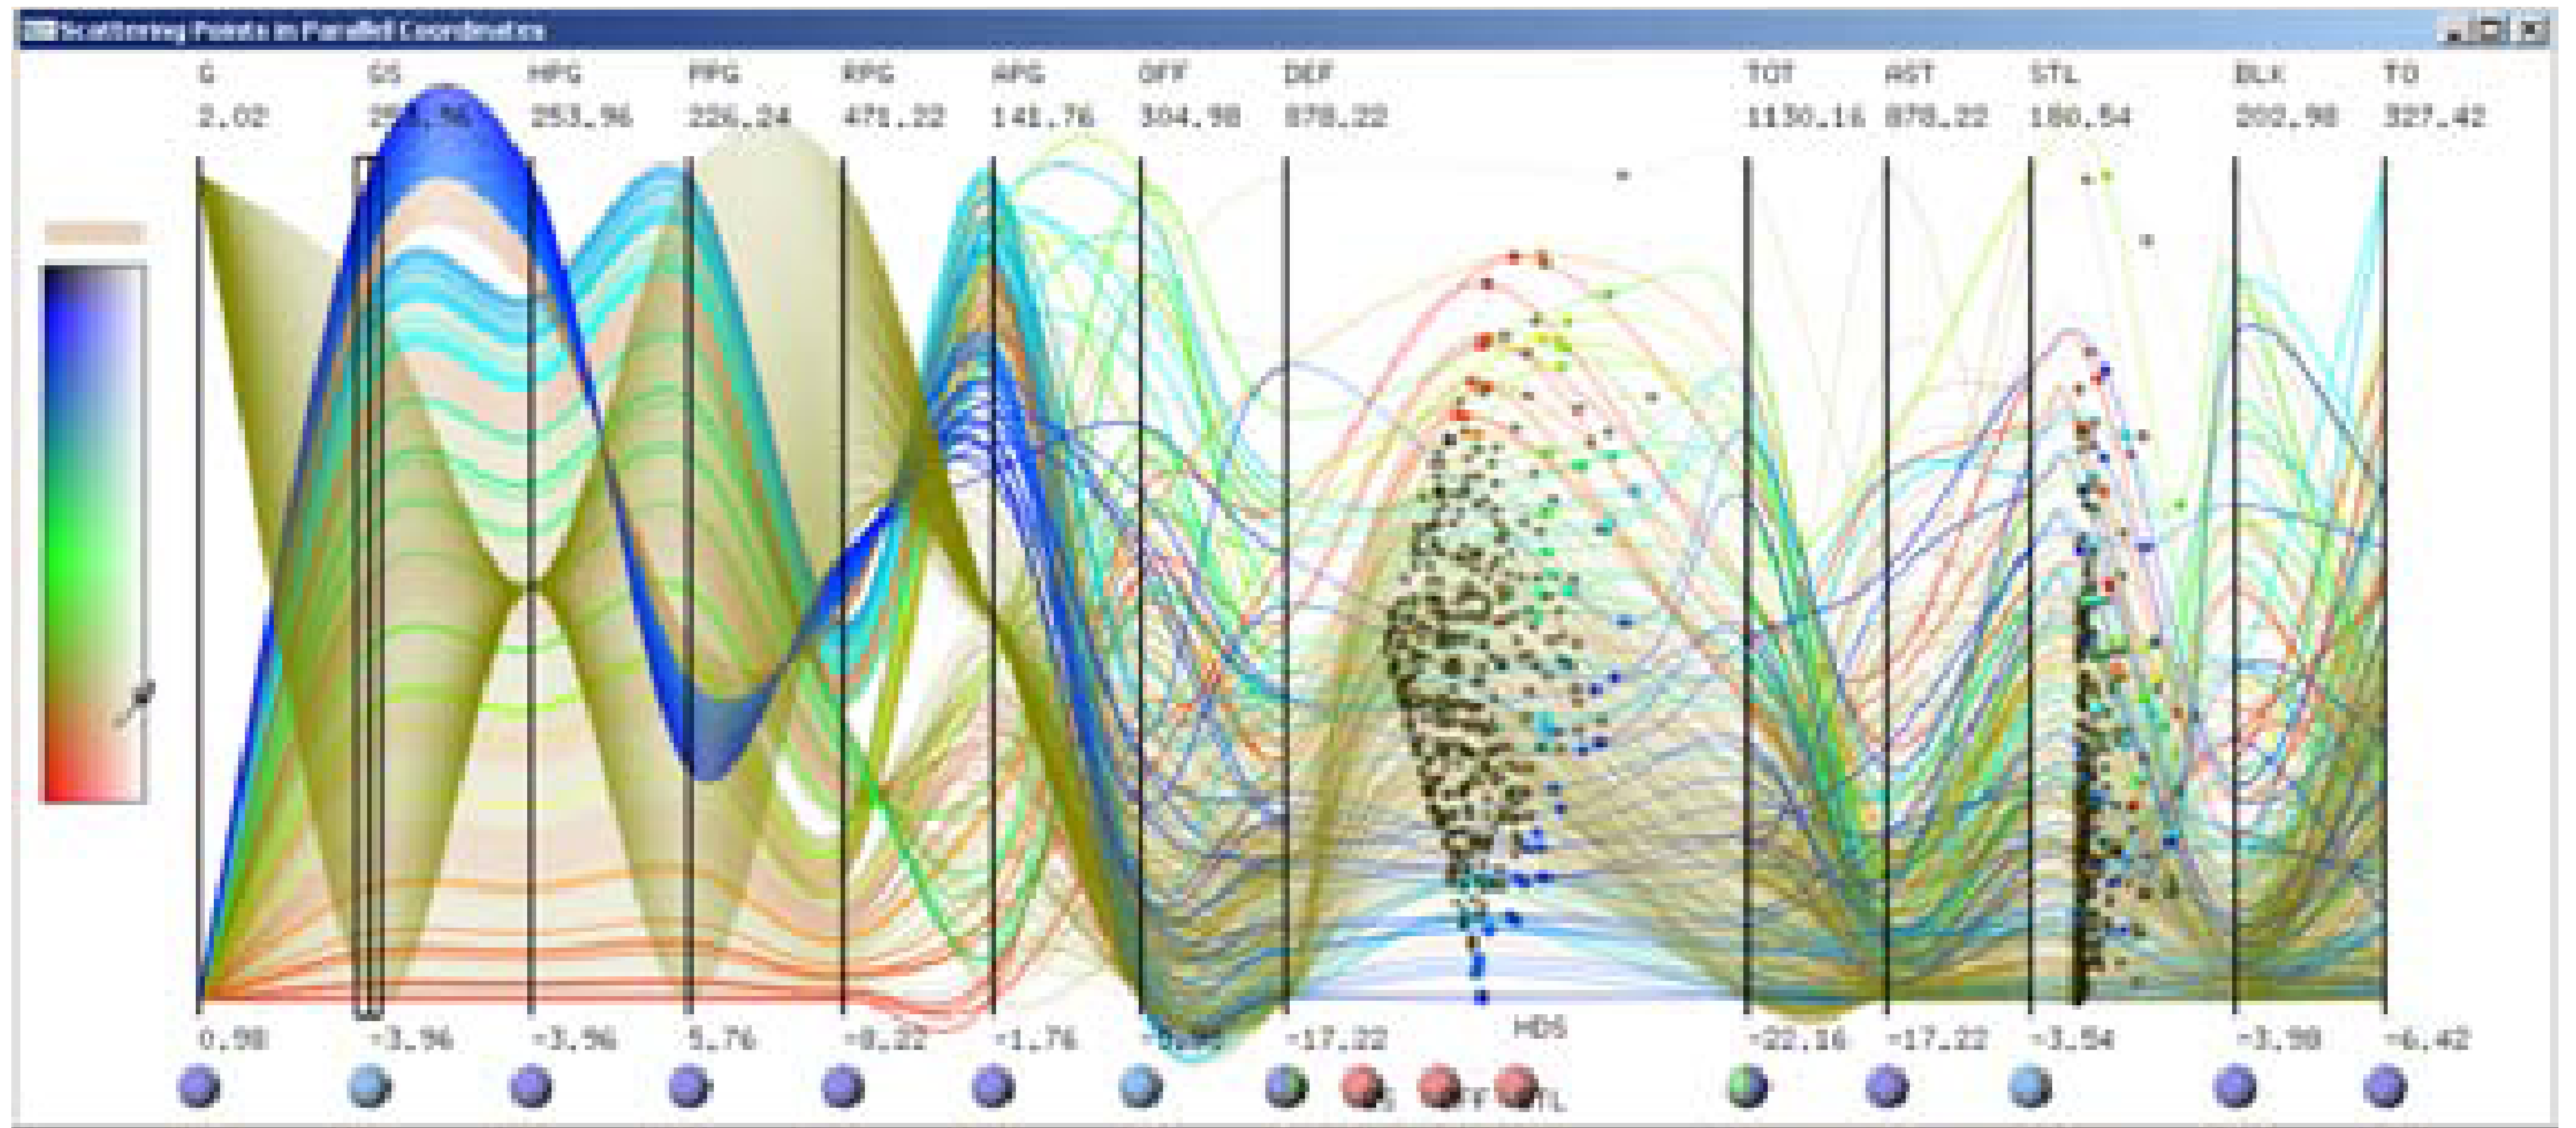 Scattering Points in Parallel Coordinates
G GS MPG PPG RPG APG OFF DEF TOT AST STL BLK TO
2.02 253.96 226.24 471.22 141.76 304.98 878.22 1130.16 878.22 180.54 202.98 327.42
0.98 -3.96 -3.96 5.76 -8.22 -1.76 -17.22 MDS -22.16 -17.22 -3.54 -3.98 -6.42